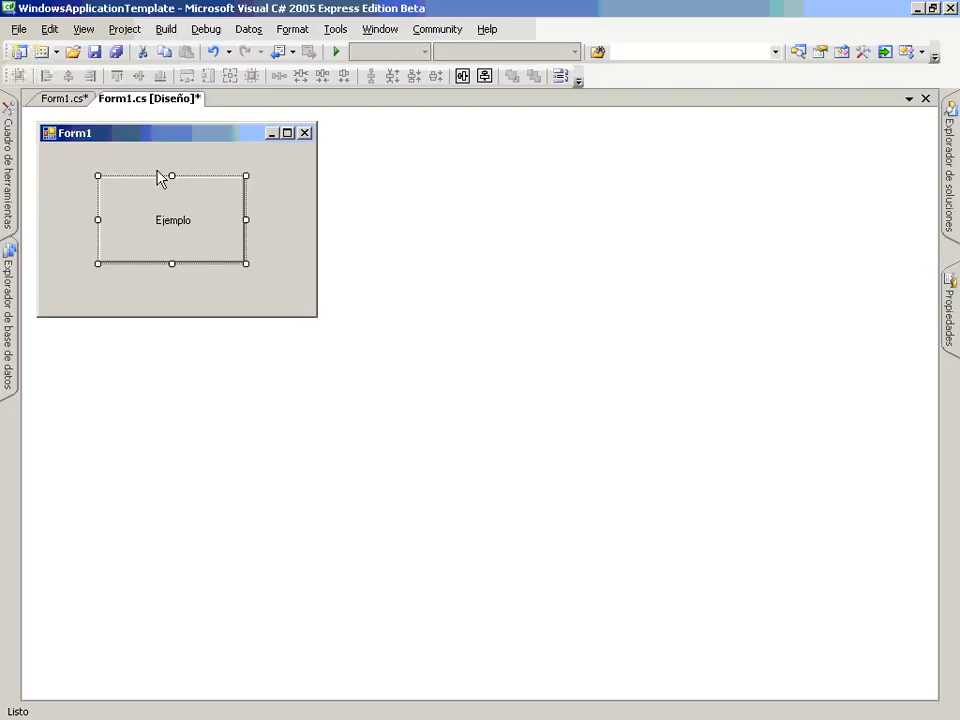 WindowsApplicationTemplate - Microsoft Visual C# 2005 Express Edition Beta
File Edit View Project Build Debug Datos Format Tools Window Community Help
Form1.cs* Form1.cs [Diseño]*
Form1
Ejemplo
Cuadro de herramientas
Explorador de base de datos
Explorador de soluciones
Propiedades
Listo